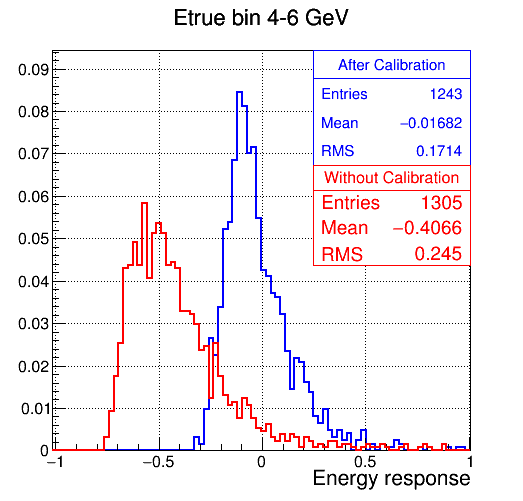 Etrue bin 4-6 GeV
After Calibration
Entries 1243
Mean −0.01682
RMS 0.1714
Without Calibration
Entries 1305
Mean −0.4066
RMS 0.245
0.09
0.08
0.07
0.06
0.05
0.04
0.03
0.02
0.01
0
−1 −0.5 0 0.5 1
Energy response